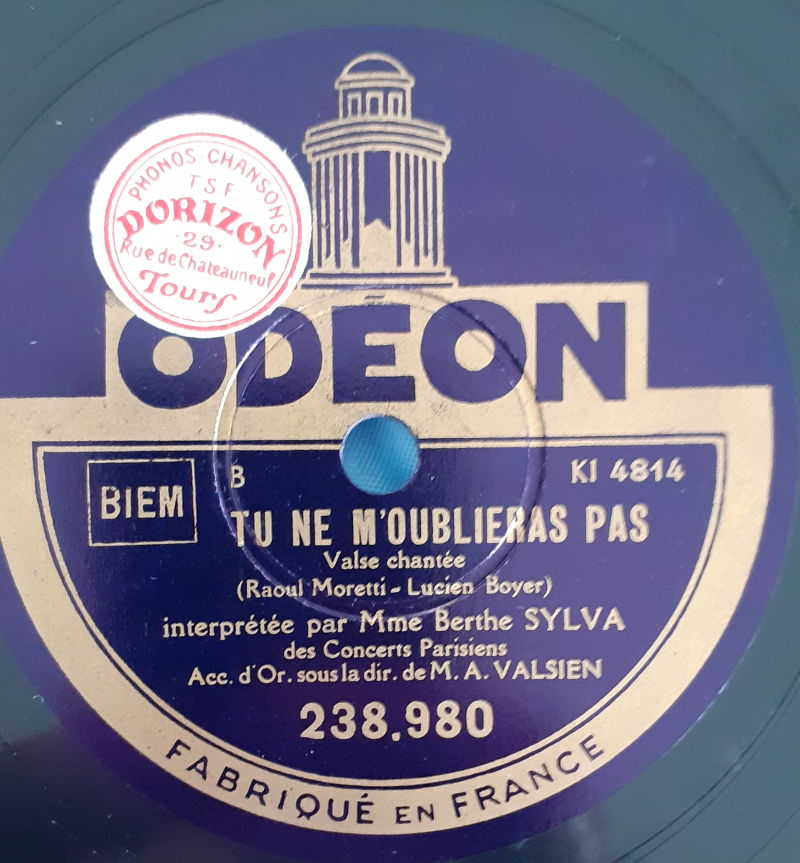 PHONOS CHANSONS
T.S.F
DORIZON
·29·
Rue de Chateauneuf
Tours
ODÉON
BIEM
B
KI 4814
TU NE M'OUBLIERAS PAS
Valse chantée
(Raoul Moretti - Lucien Boyer)
interprétée par Mme Berthe SYLVA
des Concerts Parisiens
Acc. d'Or. sous la dir. de M. A. VALSIEN
238.980
FABRIQUÉ EN FRANCE